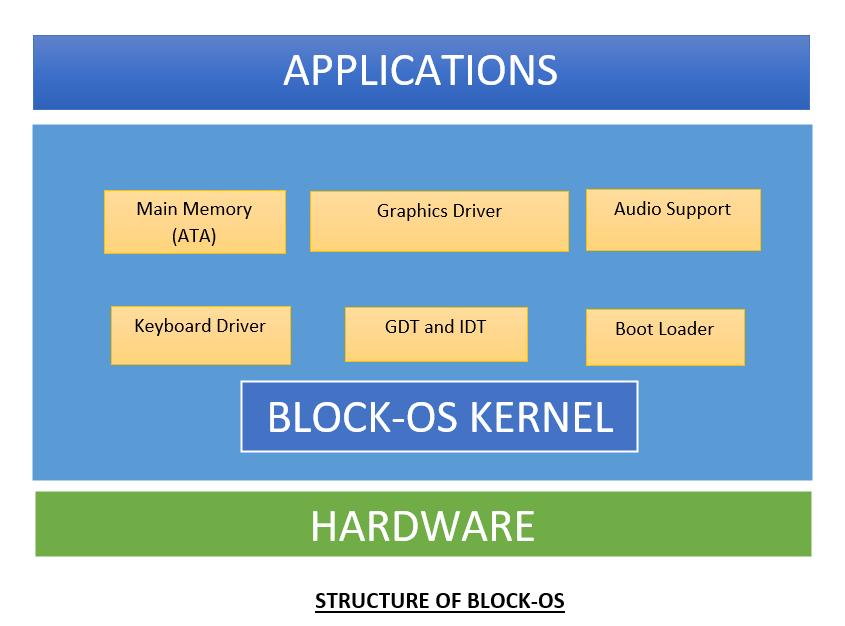 APPLICATIONS
Main Memory
(ATA)
Graphics Driver
Audio Support
Keyboard Driver
GDT and IDT
Boot Loader
BLOCK-OS KERNEL
HARDWARE
STRUCTURE OF BLOCK-OS